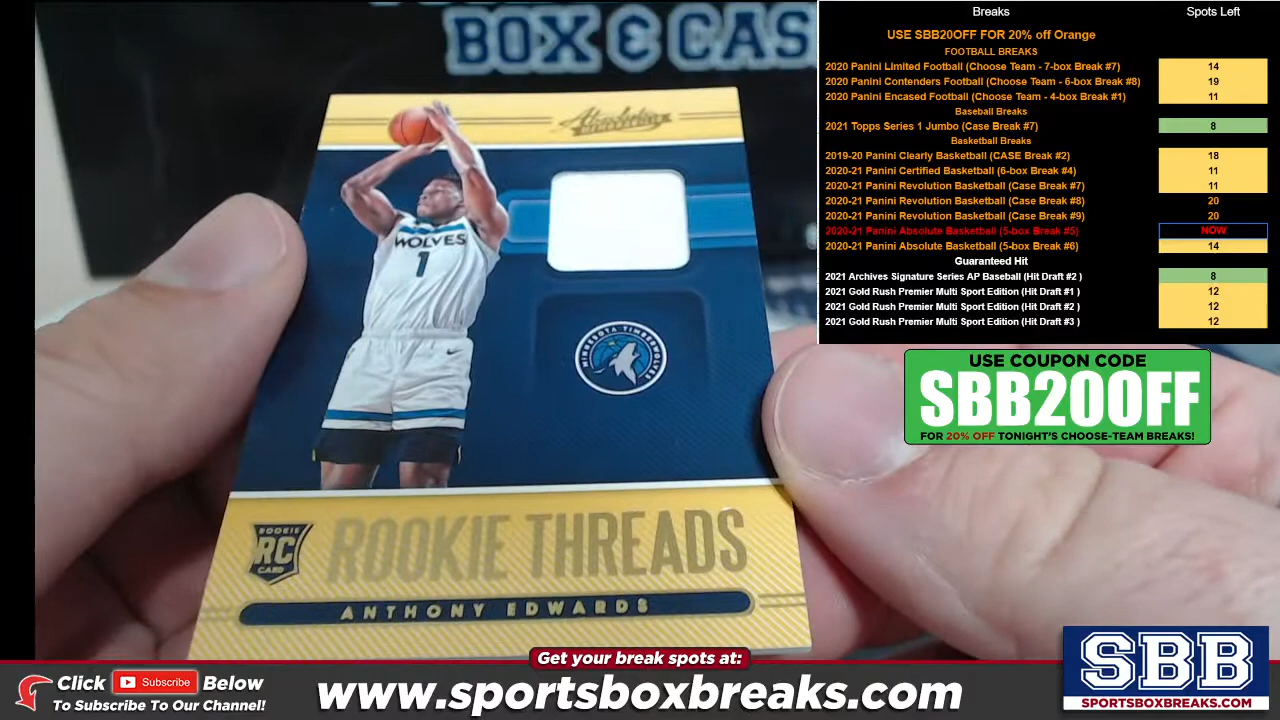 BOX & CAS
Absolute
Memorabilia
WOLVES
1
MINNESOTA TIMBERWOLVES
ROOKIE
RC
CARD
ROOKIE THREADS
ANTHONY EDWARDS
Breaks Spots Left
USE SBB20OFF FOR 20% off Orange
FOOTBALL BREAKS
2020 Panini Limited Football (Choose Team - 7-box Break #7) 14
2020 Panini Contenders Football (Choose Team - 6-box Break #8) 19
2020 Panini Encased Football (Choose Team - 4-box Break #1) 11
Baseball Breaks
2021 Topps Series 1 Jumbo (Case Break #7) 8
Basketball Breaks
2019-20 Panini Clearly Basketball (CASE Break #2) 18
2020-21 Panini Certified Basketball (6-box Break #4) 11
2020-21 Panini Revolution Basketball (Case Break #7) 11
2020-21 Panini Revolution Basketball (Case Break #8) 20
2020-21 Panini Revolution Basketball (Case Break #9) 20
2020-21 Panini Absolute Basketball (5-box Break #5) NOW
2020-21 Panini Absolute Basketball (5-box Break #6) 14
Guaranteed Hit
2021 Archives Signature Series AP Baseball (Hit Draft #2 ) 8
2021 Gold Rush Premier Multi Sport Edition (Hit Draft #1 ) 12
2021 Gold Rush Premier Multi Sport Edition (Hit Draft #2 ) 12
2021 Gold Rush Premier Multi Sport Edition (Hit Draft #3 ) 12
USE COUPON CODE
SBB20OFF
FOR 20% OFF TONIGHT'S CHOOSE-TEAM BREAKS!
Get your break spots at:
Click Subscribe Below
To Subscribe To Our Channel!
www.sportsboxbreaks.com
SBB
SPORTSBOXBREAKS.COM